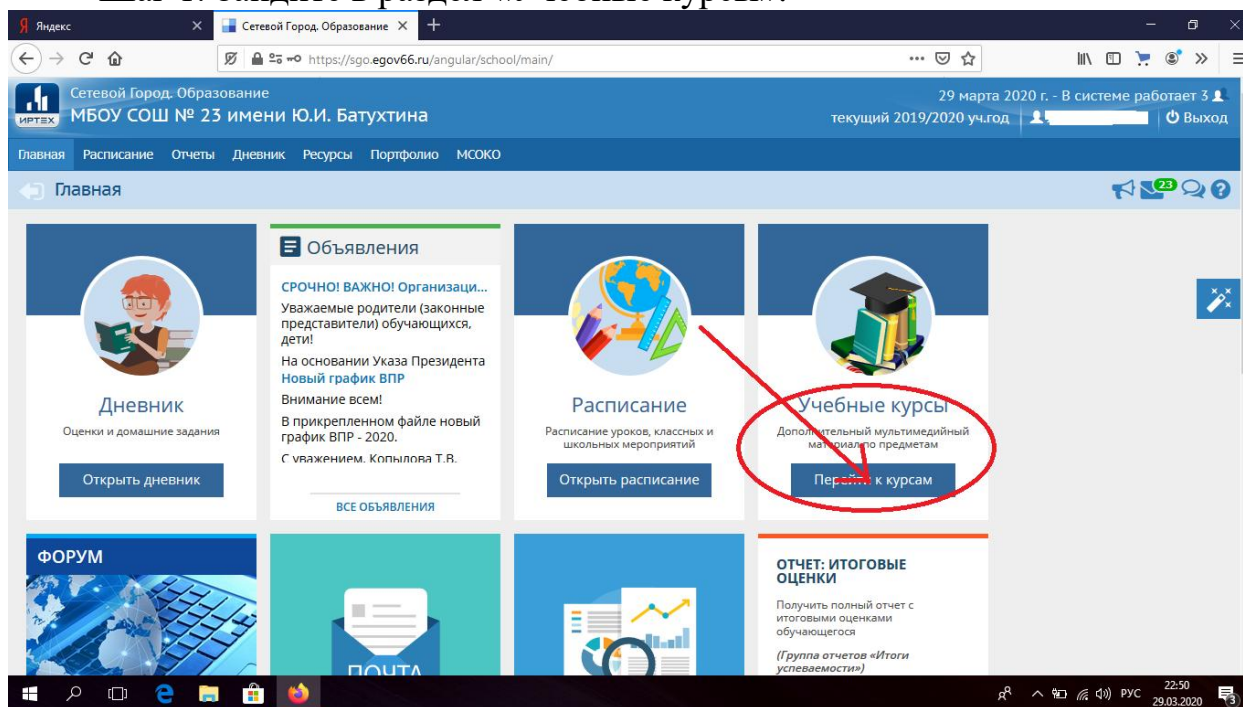 Яндекс
Сетевой Город. Образование
https://sgo.egov66.ru/angular/school/main/
ИРТЕХ
Сетевой Город. Образование
МБОУ СОШ № 23 имени Ю.И. Батухтина
29 марта 2020 г. - В системе работает 3
текущий 2019/2020 уч.год
Выход
Главная Расписание Отчеты Дневник Ресурсы Портфолио МСОКО
Главная
23
Дневник
Оценки и домашние задания
Открыть дневник
Объявления
СРОЧНО! ВАЖНО! Организаци...
Уважаемые родители (законные
представители) обучающихся,
дети!
На основании Указа Президента
Новый график ВПР
Внимание всем!
В прикрепленном файле новый
график ВПР - 2020.
С уважением, Копылова Т.В.
ВСЕ ОБЪЯВЛЕНИЯ
Расписание
Расписание уроков, классных и
школьных мероприятий
Открыть расписание
Учебные курсы
Дополнительный мультимедийный
материал по предметам
Перейти к курсам
ФОРУМ
ПОЧТА
ОТЧЕТ: ИТОГОВЫЕ
ОЦЕНКИ
Получить полный отчет с
итоговыми оценками
обучающегося
(Группа отчетов «Итоги
успеваемости»)
РУС
22:50
29.03.2020
3